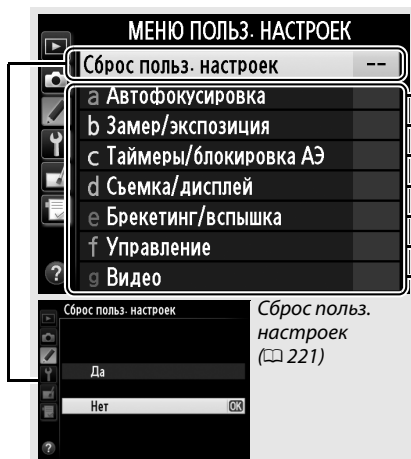 МЕНЮ ПОЛЬЗ. НАСТРОЕК
Сброс польз. настроек --
a Автофокусировка
b Замер/экспозиция
c Таймеры/блокировка АЭ
d Съемка/дисплей
e Брекетинг/вспышка
f Управление
g Видео
?
Сброс польз. настроек
Да
Нет OK
?
Сброс польз.
настроек
(221)